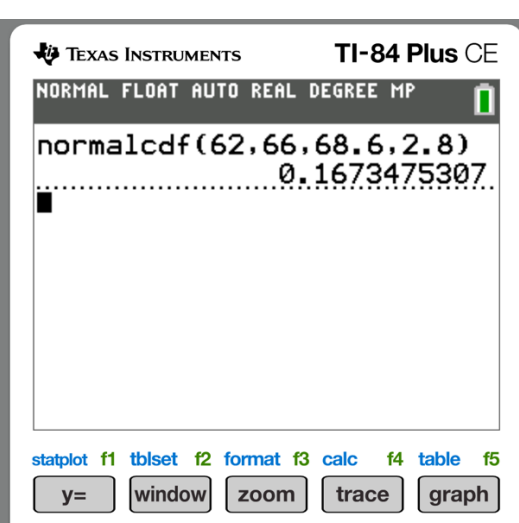 TEXAS INSTRUMENTS TI-84 Plus CE
NORMAL FLOAT AUTO REAL DEGREE MP
normalcdf(62,66,68.6,2.8)
0.1673475307
statplot f1 tblset f2 format f3 calc f4 table f5
y= window zoom trace graph